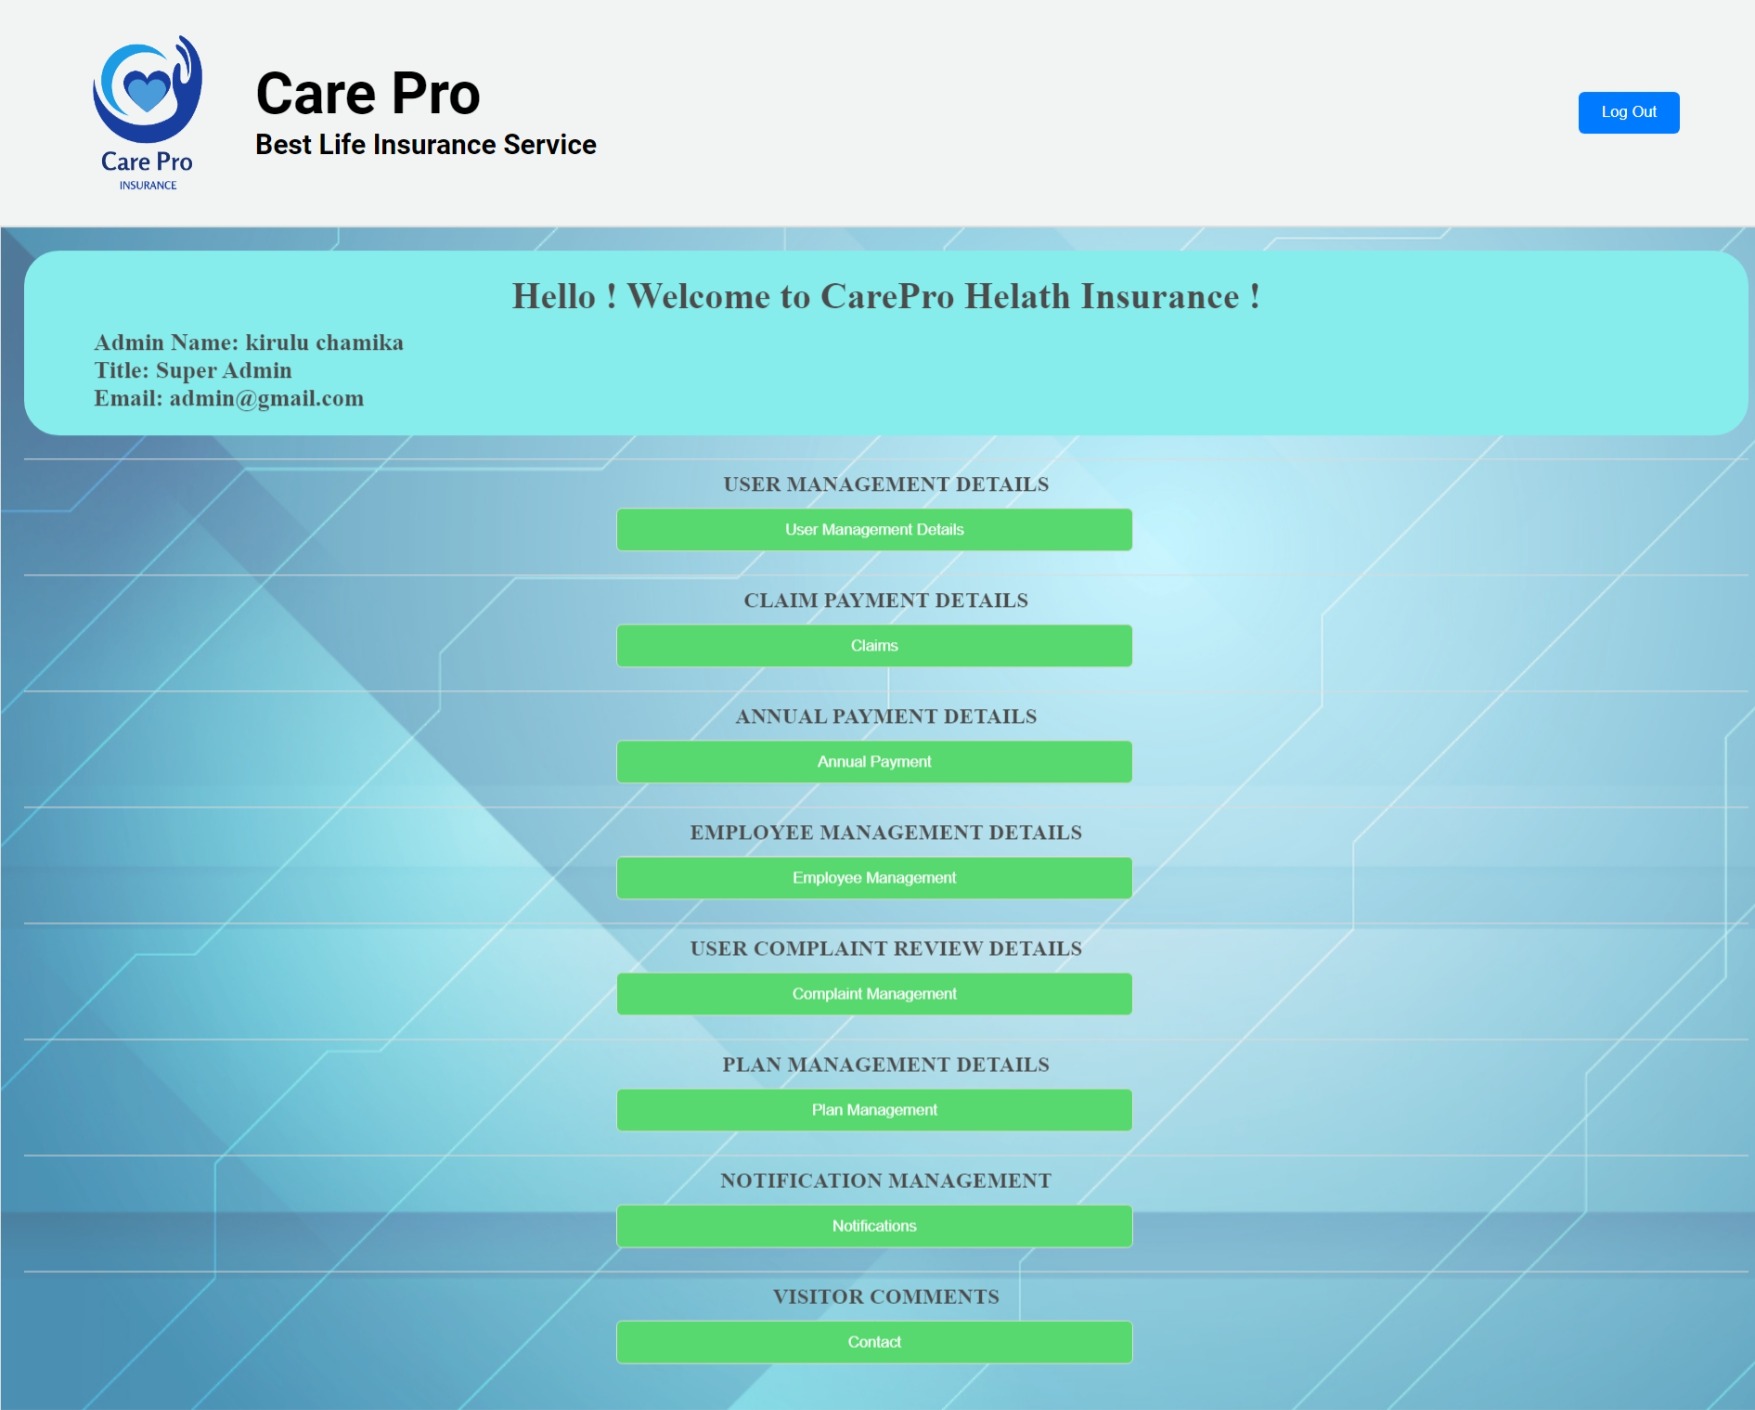 Care Pro
INSURANCE
Care Pro
Best Life Insurance Service
Log Out
Hello ! Welcome to CarePro Helath Insurance !
Admin Name: kirulu chamika
Title: Super Admin
Email: admin@gmail.com
USER MANAGEMENT DETAILS
User Management Details
CLAIM PAYMENT DETAILS
Claims
ANNUAL PAYMENT DETAILS
Annual Payment
EMPLOYEE MANAGEMENT DETAILS
Employee Management
USER COMPLAINT REVIEW DETAILS
Complaint Management
PLAN MANAGEMENT DETAILS
Plan Management
NOTIFICATION MANAGEMENT
Notifications
VISITOR COMMENTS
Contact